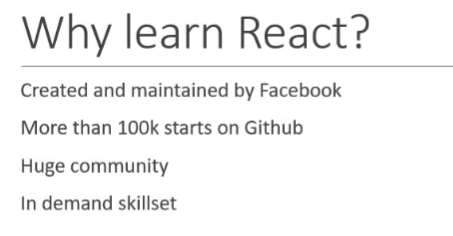 Why learn React?
Created and maintained by Facebook
More than 100k starts on Github
Huge community
In demand skillset